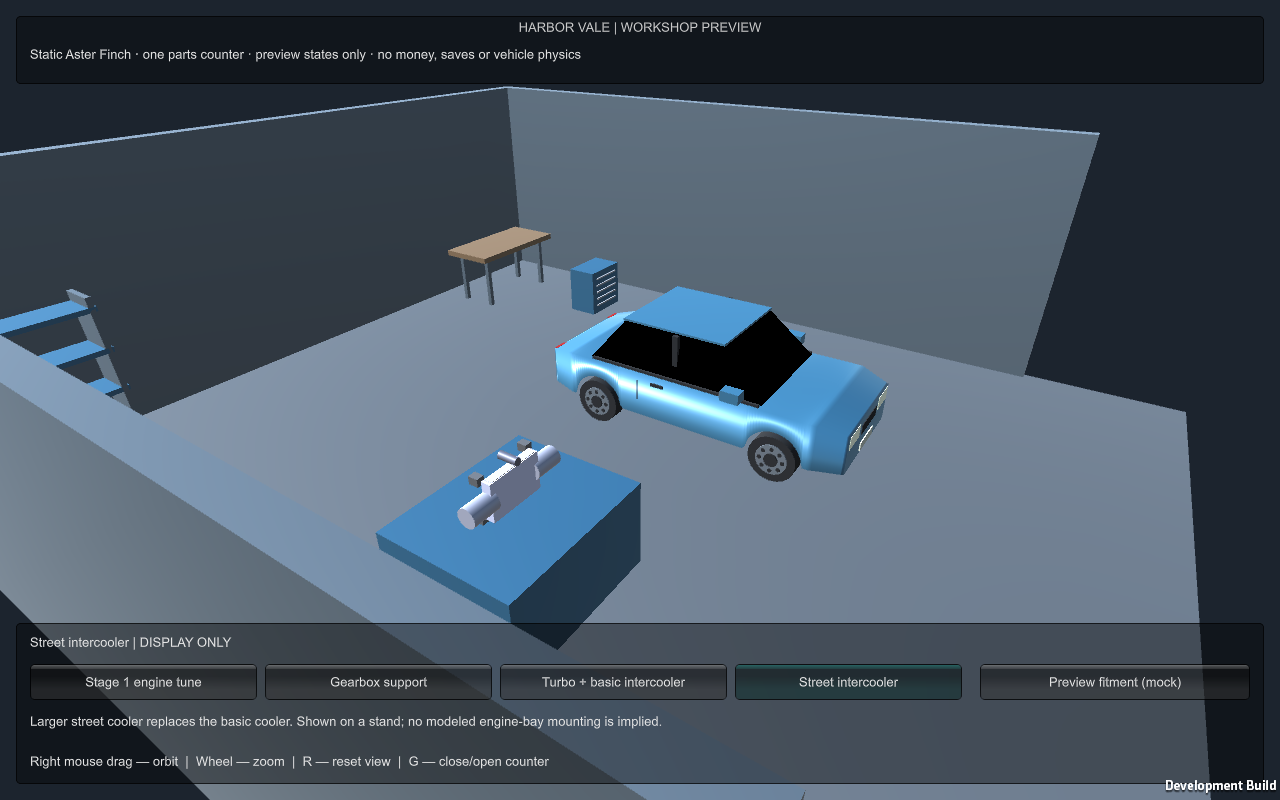 HARBOR VALE | WORKSHOP PREVIEW
Static Aster Finch · one parts counter · preview states only · no money, saves or vehicle physics
Street intercooler | DISPLAY ONLY
Stage 1 engine tune
Gearbox support
Turbo + basic intercooler
Street intercooler
Preview fitment (mock)
Larger street cooler replaces the basic cooler. Shown on a stand; no modeled engine-bay mounting is implied.
Right mouse drag — orbit | Wheel — zoom | R — reset view | G — close/open counter
Development Build